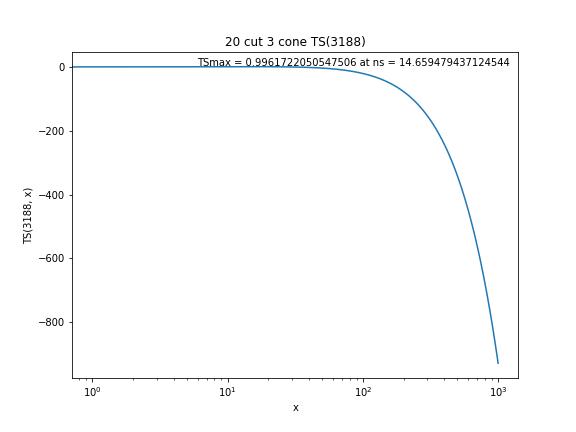 20 cut 3 cone TS(3188)
TSmax = 0.9961722050547506 at ns = 14.659479437124544
0
−200
−400
−600
−800
TS(3188, x)
10⁰ 10¹ 10² 10³
x